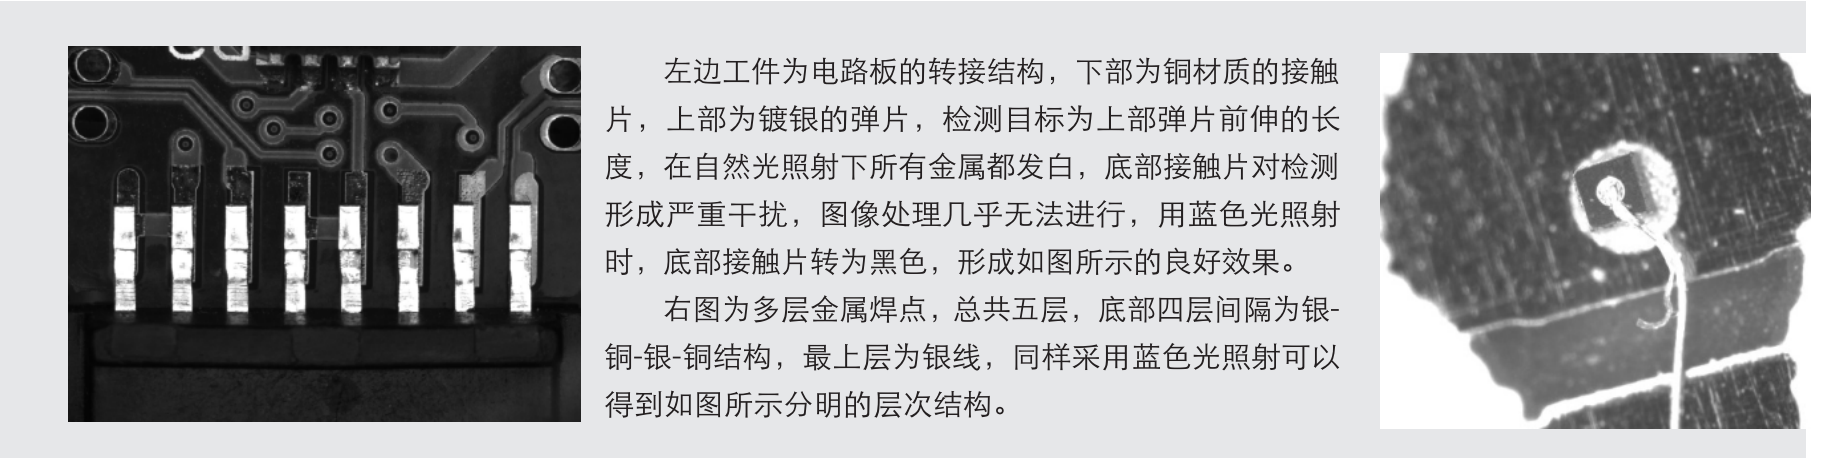 左边工件为电路板的转接结构，下部为铜材质的接触
片，上部为镀银的弹片，检测目标为上部弹片前伸的长
度，在自然光照射下所有金属都发白，底部接触片对检测
形成严重干扰，图像处理几乎无法进行，用蓝色光照射
时，底部接触片转为黑色，形成如图所示的良好效果。
右图为多层金属焊点，总共五层，底部四层间隔为银-
铜-银-铜结构，最上层为银线，同样采用蓝色光照射可以
得到如图所示分明的层次结构。